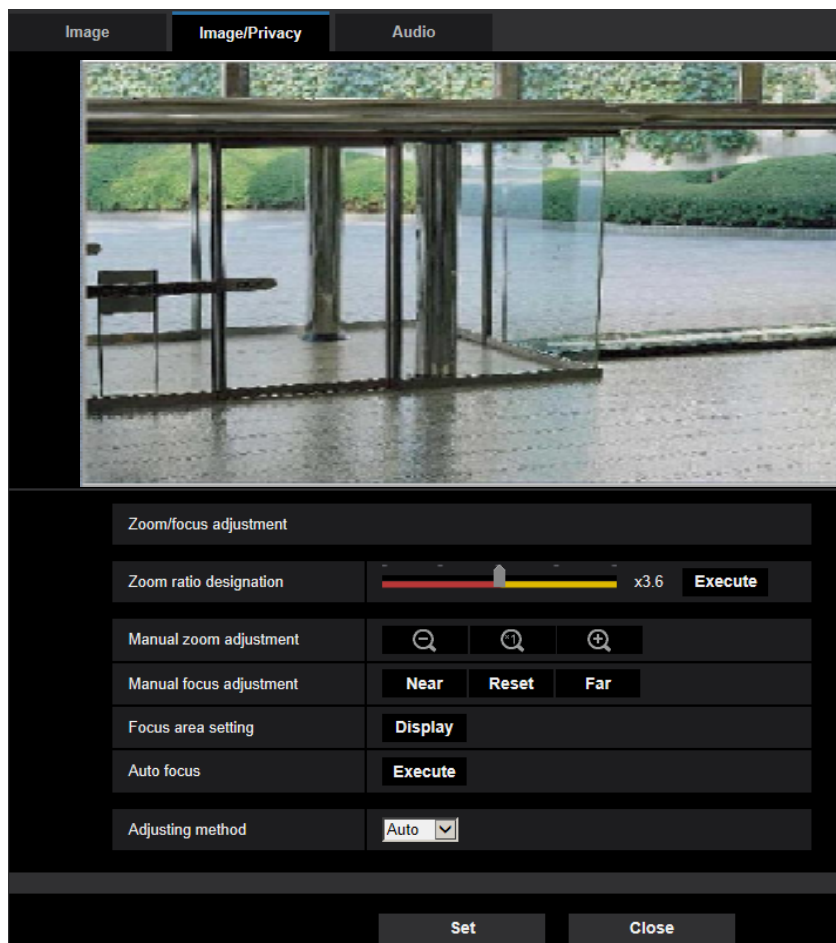 Image Image/Privacy Audio
Zoom/focus adjustment
Zoom ratio designation x3.6 Execute
Manual zoom adjustment ×1
Manual focus adjustment Near Reset Far
Focus area setting Display
Auto focus Execute
Adjusting method Auto
Set Close